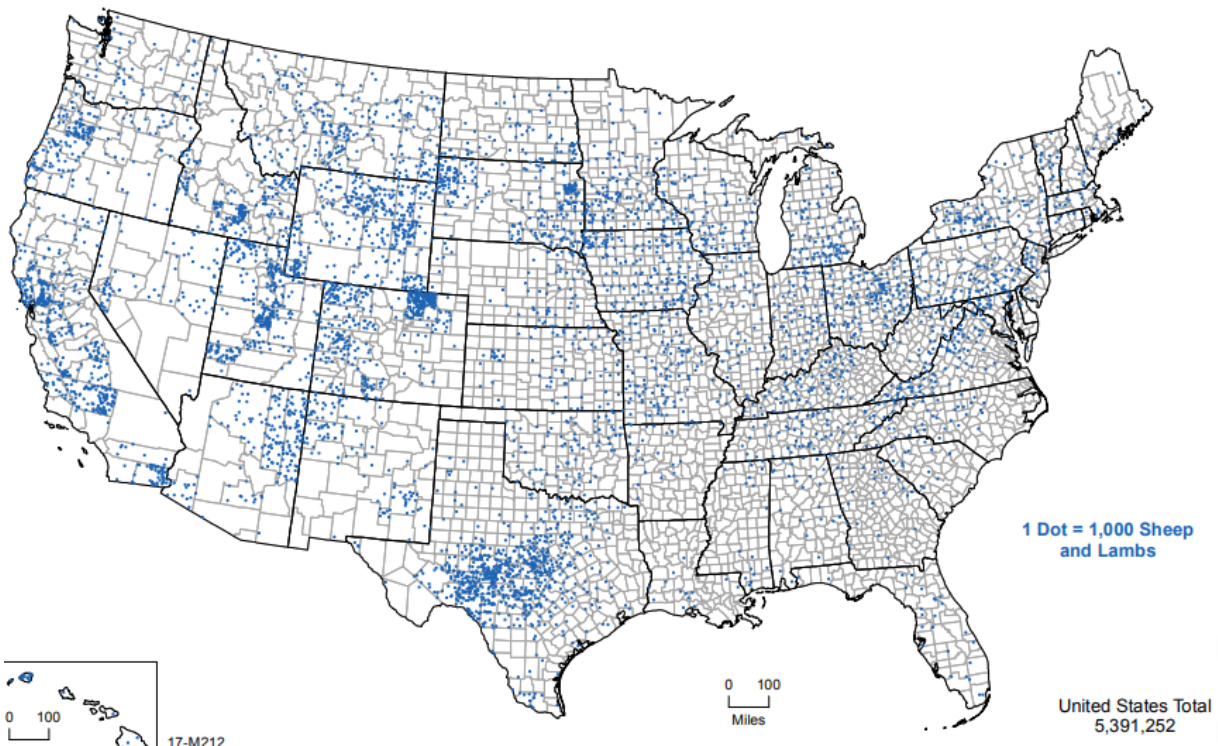 1 Dot = 1,000 Sheep
and Lambs
0 100
Miles
United States Total
5,391,252
0 100
17-M212